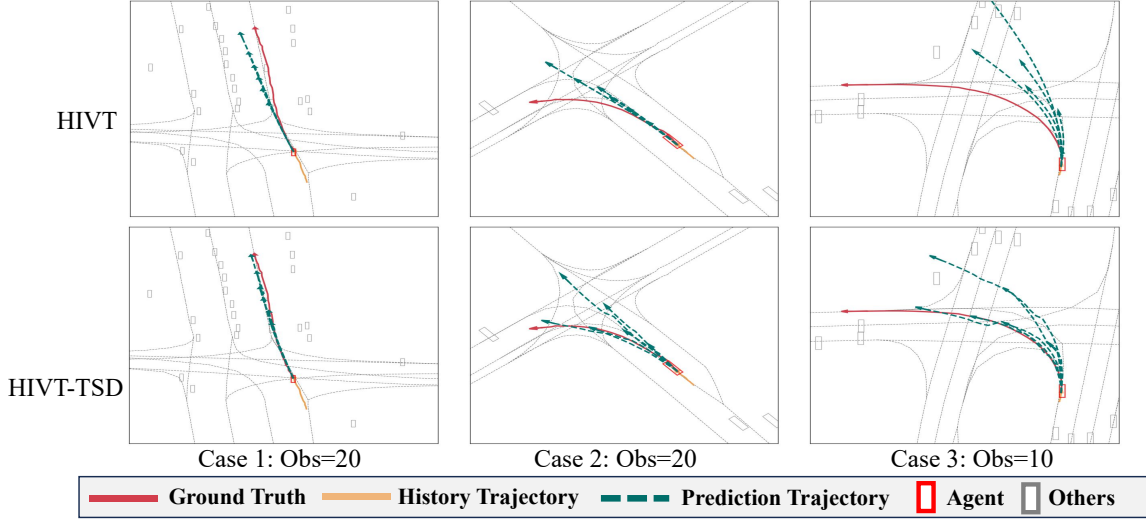 HIVT
HIVT-TSD
Case 1: Obs=20
Case 2: Obs=20
Case 3: Obs=10
Ground Truth
History Trajectory
Prediction Trajectory
Agent
Others